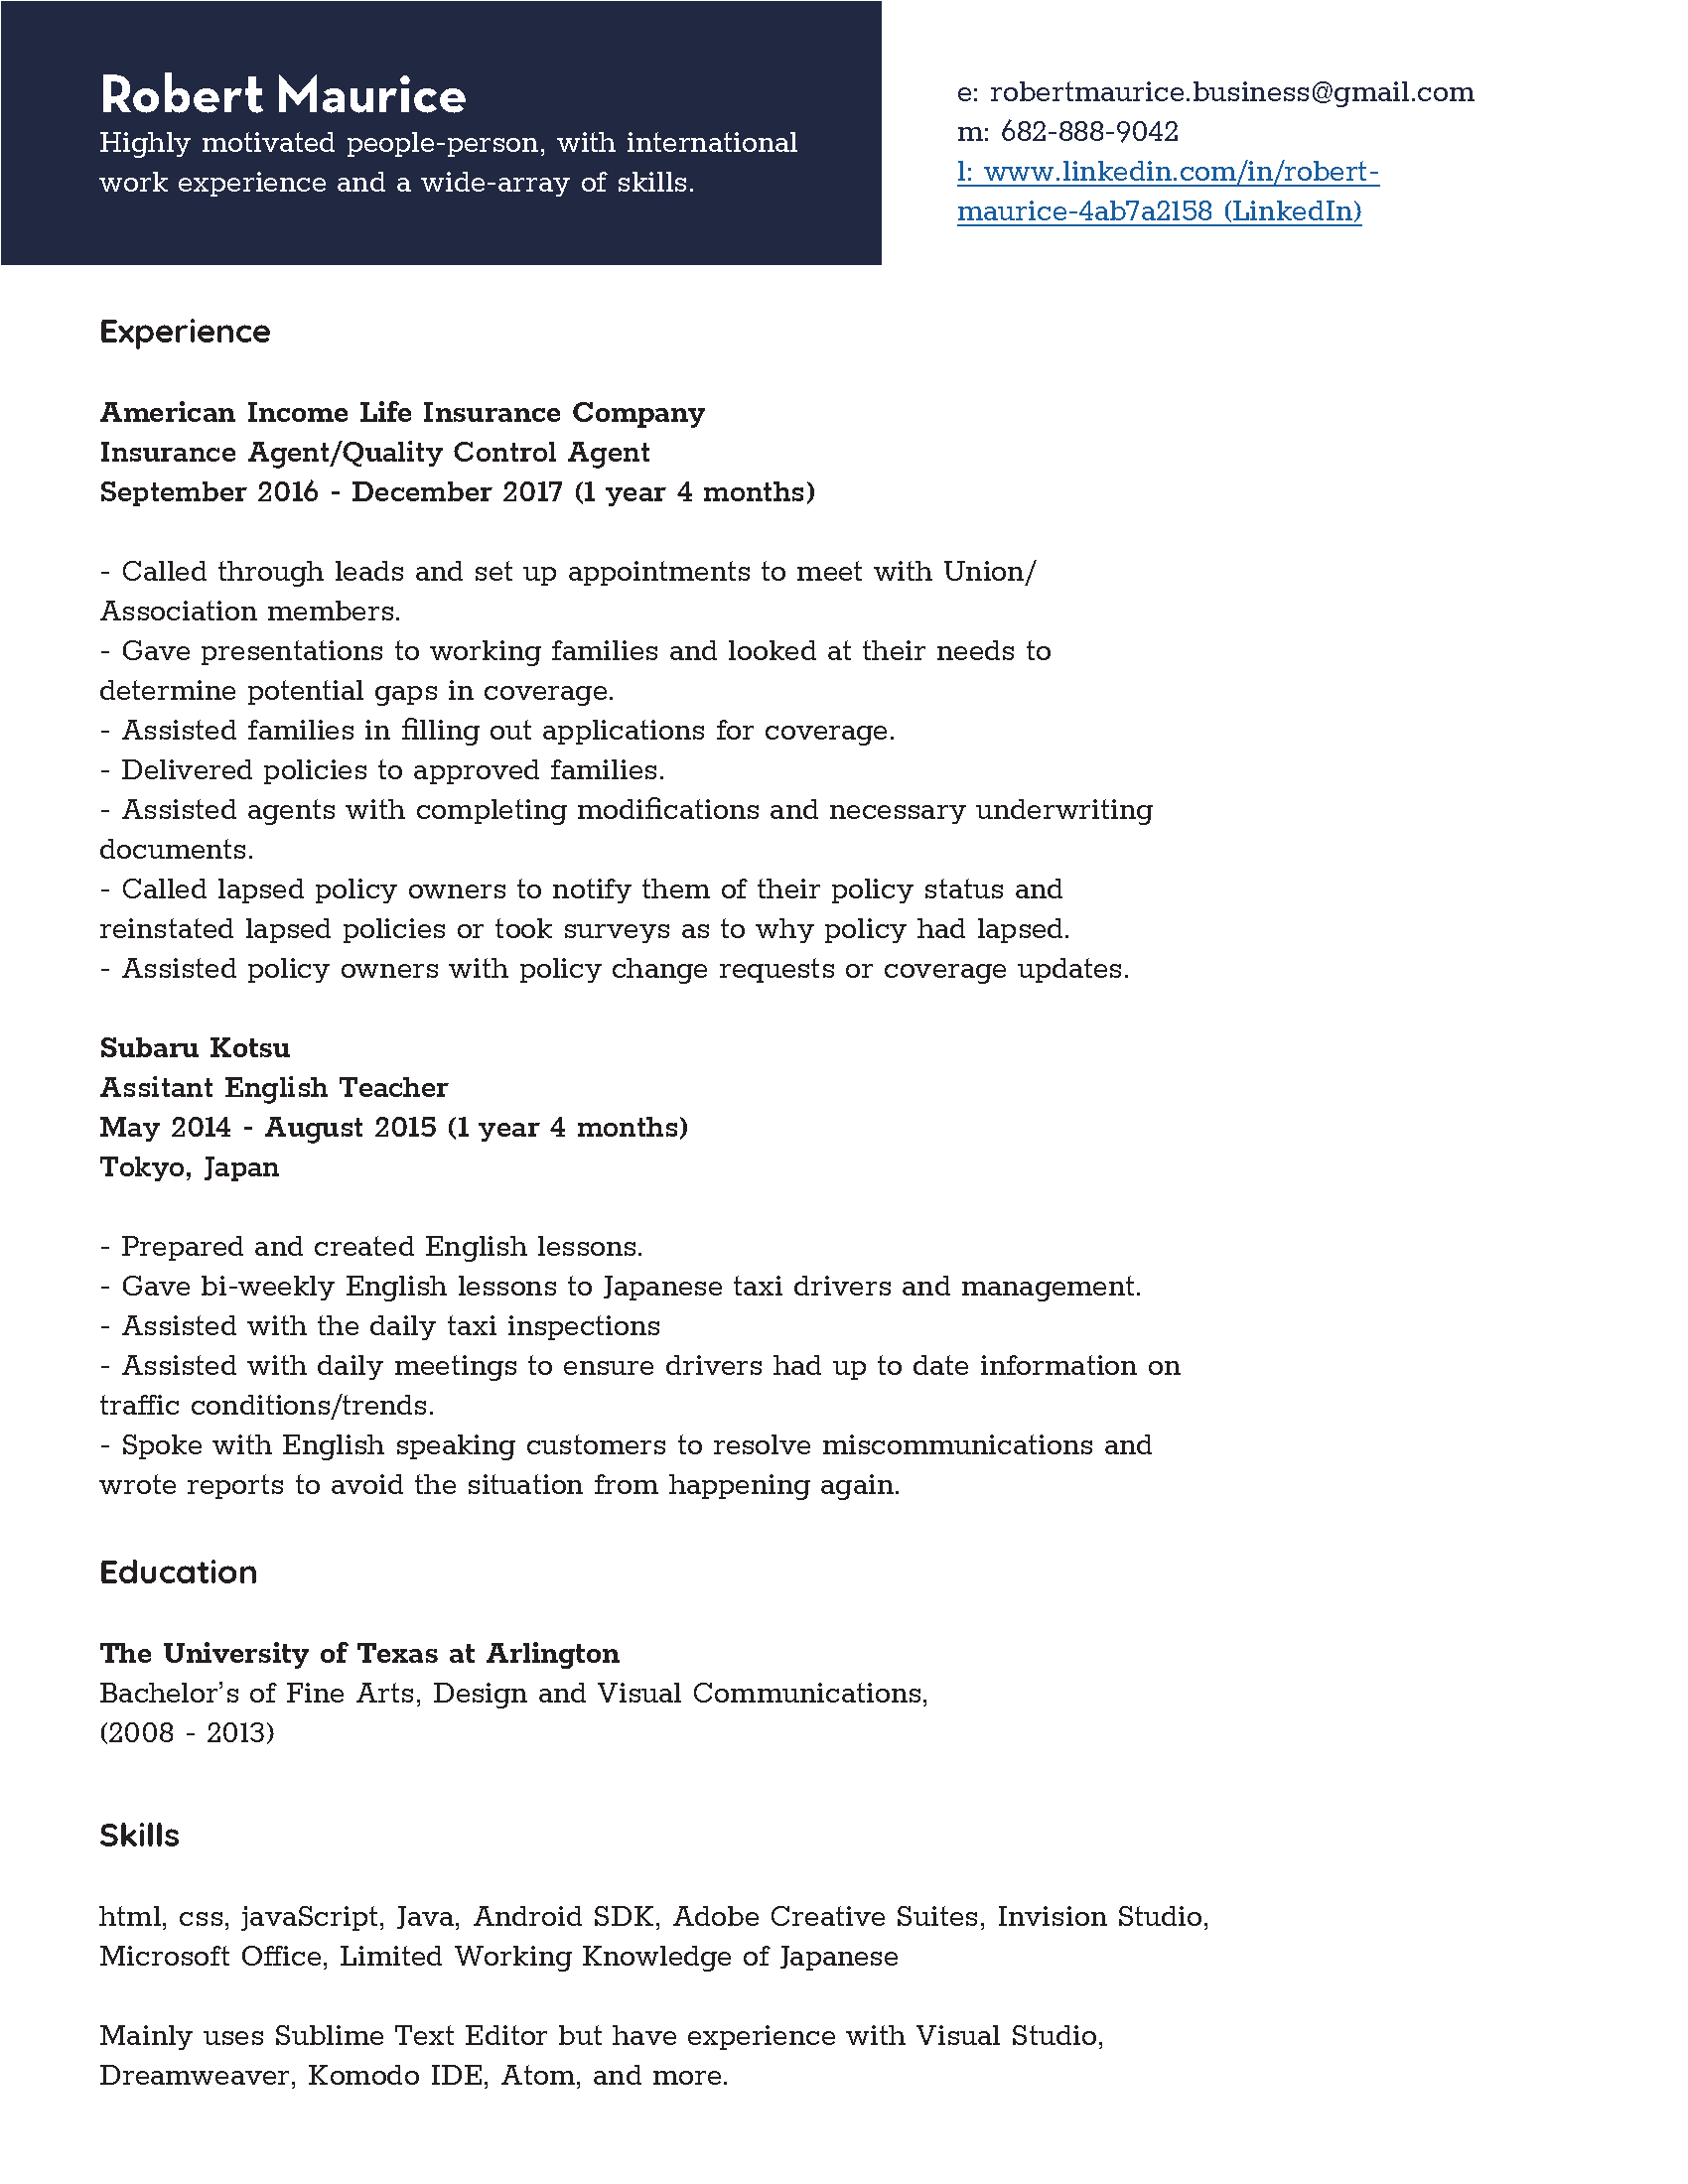 Robert Maurice
Highly motivated people-person, with international
work experience and a wide-array of skills.
e: robertmaurice.business@gmail.com
m: 682-888-9042
l: www.linkedin.com/in/robert-
maurice-4ab7a2158 (LinkedIn)
Experience
American Income Life Insurance Company
Insurance Agent/Quality Control Agent
September 2016 - December 2017 (1 year 4 months)
- Called through leads and set up appointments to meet with Union/
Association members.
- Gave presentations to working families and looked at their needs to
determine potential gaps in coverage.
- Assisted families in filling out applications for coverage.
- Delivered policies to approved families.
- Assisted agents with completing modifications and necessary underwriting
documents.
- Called lapsed policy owners to notify them of their policy status and
reinstated lapsed policies or took surveys as to why policy had lapsed.
- Assisted policy owners with policy change requests or coverage updates.
Subaru Kotsu
Assitant English Teacher
May 2014 - August 2015 (1 year 4 months)
Tokyo, Japan
- Prepared and created English lessons.
- Gave bi-weekly English lessons to Japanese taxi drivers and management.
- Assisted with the daily taxi inspections
- Assisted with daily meetings to ensure drivers had up to date information on
traffic conditions/trends.
- Spoke with English speaking customers to resolve miscommunications and
wrote reports to avoid the situation from happening again.
Education
The University of Texas at Arlington
Bachelor's of Fine Arts, Design and Visual Communications,
(2008 - 2013)
Skills
html, css, javaScript, Java, Android SDK, Adobe Creative Suites, Invision Studio,
Microsoft Office, Limited Working Knowledge of Japanese
Mainly uses Sublime Text Editor but have experience with Visual Studio,
Dreamweaver, Komodo IDE, Atom, and more.